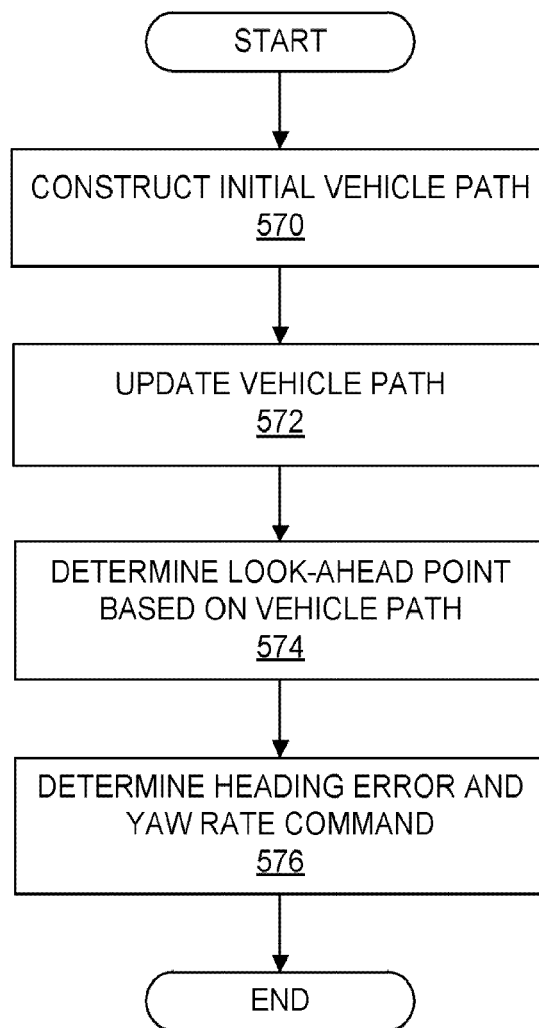 START
CONSTRUCT INITIAL VEHICLE PATH
570
UPDATE VEHICLE PATH
572
DETERMINE LOOK-AHEAD POINT
BASED ON VEHICLE PATH
574
DETERMINE HEADING ERROR AND
YAW RATE COMMAND
576
END